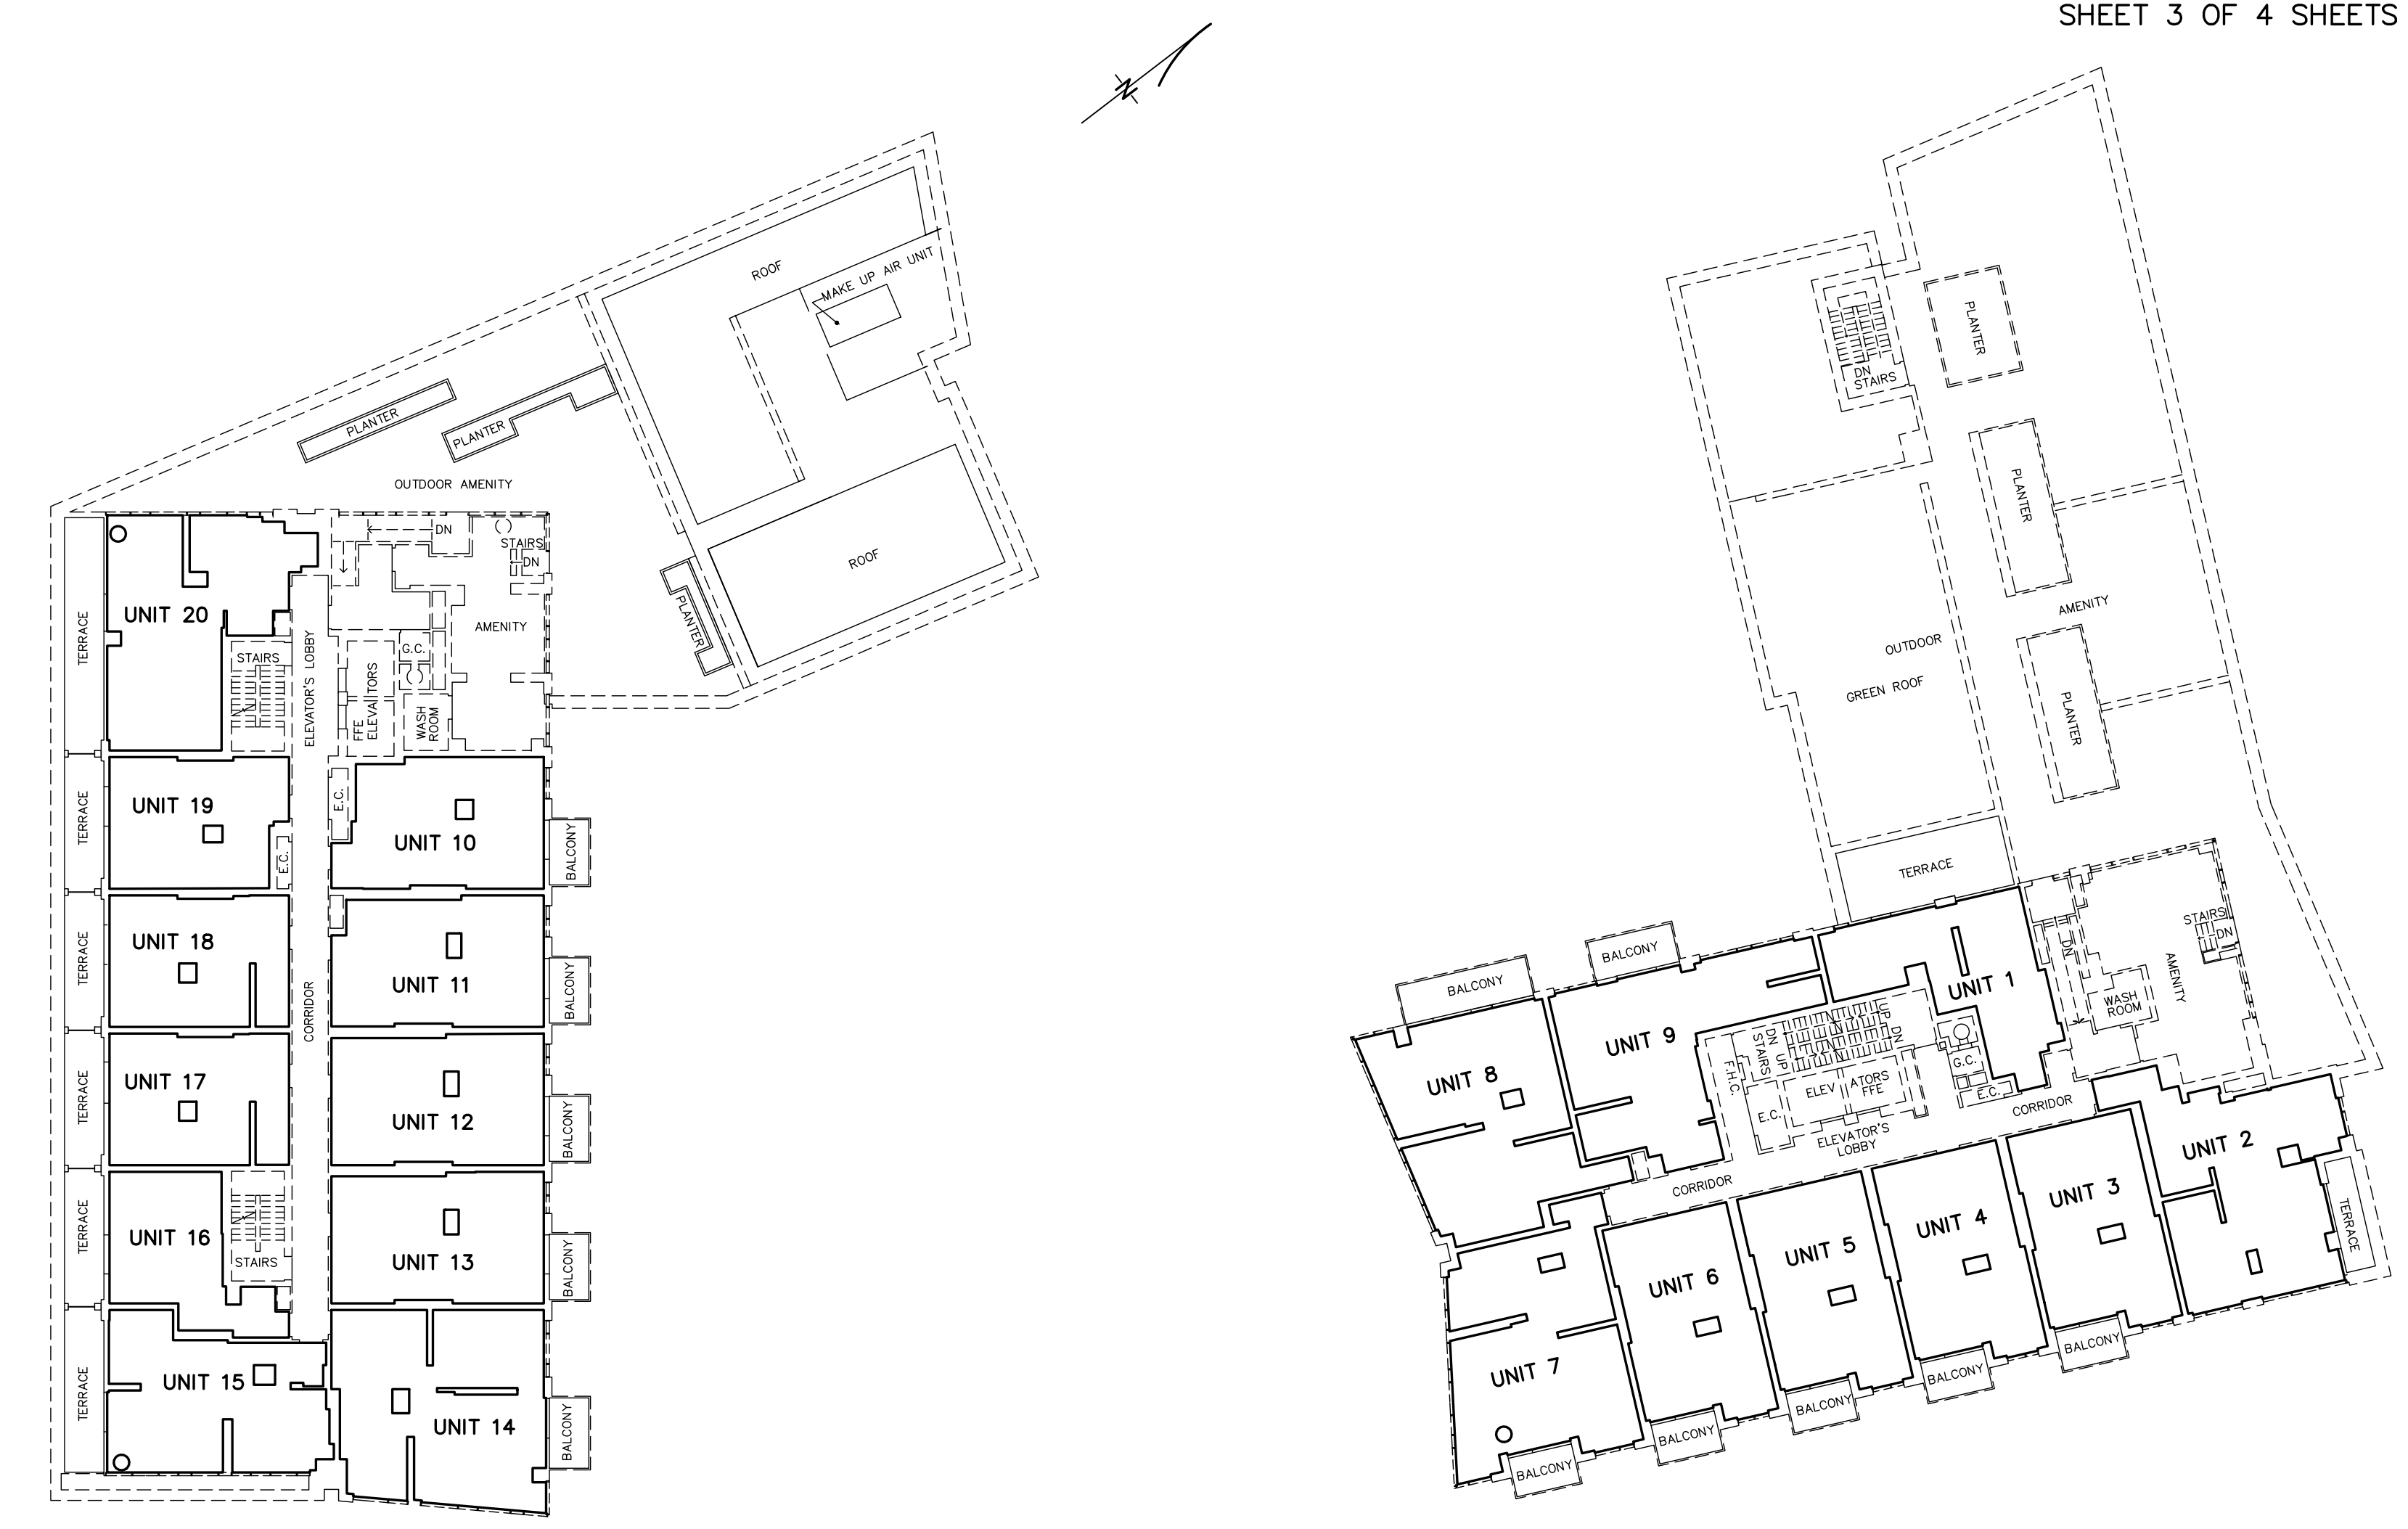 SHEET 3 OF 4 SHEETS
N
ROOF
MAKE UP AIR UNIT
PLANTER
PLANTER
OUTDOOR AMENITY
ROOF
PLANTER
DN
STAIRS
DN
AMENITY
TERRACE
UNIT 20
STAIRS
ELEVATOR'S LOBBY
FFE
ELEVATORS
G.C.
WASH
ROOM
TERRACE
UNIT 19
E.C.
E.C.
UNIT 10
BALCONY
TERRACE
UNIT 18
CORRIDOR
UNIT 11
BALCONY
TERRACE
UNIT 17
UNIT 12
BALCONY
TERRACE
UNIT 16
STAIRS
UNIT 13
BALCONY
TERRACE
UNIT 15
UNIT 14
BALCONY
DN
STAIRS
PLANTER
PLANTER
AMENITY
OUTDOOR
GREEN ROOF
PLANTER
TERRACE
STAIRS
DN
DN
AMENITY
WASH
ROOM
BALCONY
BALCONY
UNIT 1
UNIT 9
UNIT 8
F.H.C.
STAIRS
DN
UP
UP
DN
E.C.
ELEV
ATORS
FFE
G.C.
E.C.
CORRIDOR
ELEVATOR'S
LOBBY
CORRIDOR
UNIT 2
TERRACE
UNIT 3
UNIT 4
UNIT 5
UNIT 6
UNIT 7
BALCONY
BALCONY
BALCONY
BALCONY
BALCONY